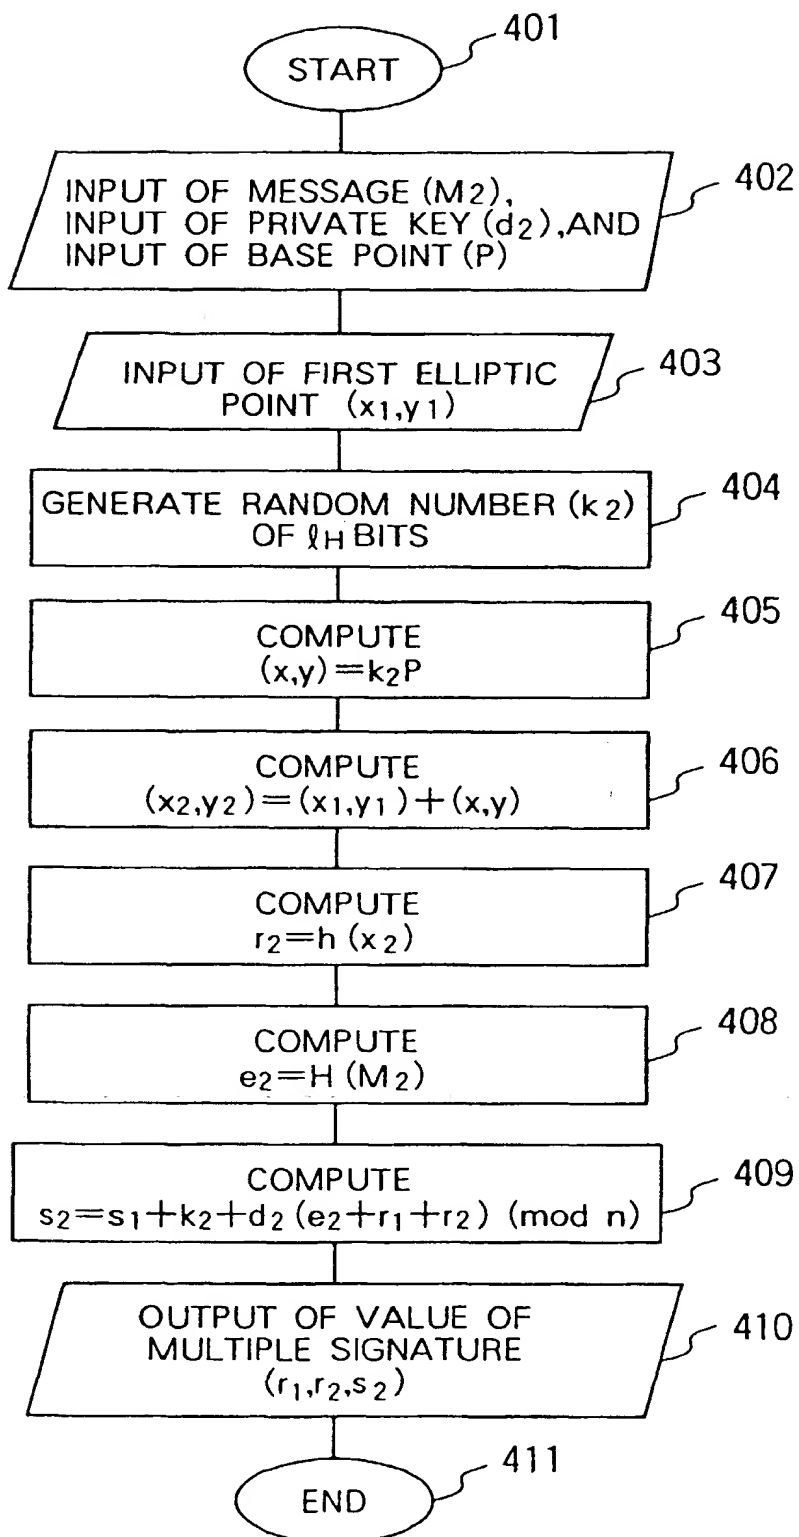 START
401
INPUT OF MESSAGE (M2),
INPUT OF PRIVATE KEY (d2), AND
INPUT OF BASE POINT (P)
402
INPUT OF FIRST ELLIPTIC
POINT (x1,y1)
403
GENERATE RANDOM NUMBER (k2)
OF ℓH BITS
404
COMPUTE
(x,y)=k2P
405
COMPUTE
(x2,y2)=(x1,y1)+(x,y)
406
COMPUTE
r2=h(x2)
407
COMPUTE
e2=H(M2)
408
COMPUTE
s2=s1+k2+d2(e2+r1+r2) (mod n)
409
OUTPUT OF VALUE OF
MULTIPLE SIGNATURE
(r1,r2,s2)
410
END
411